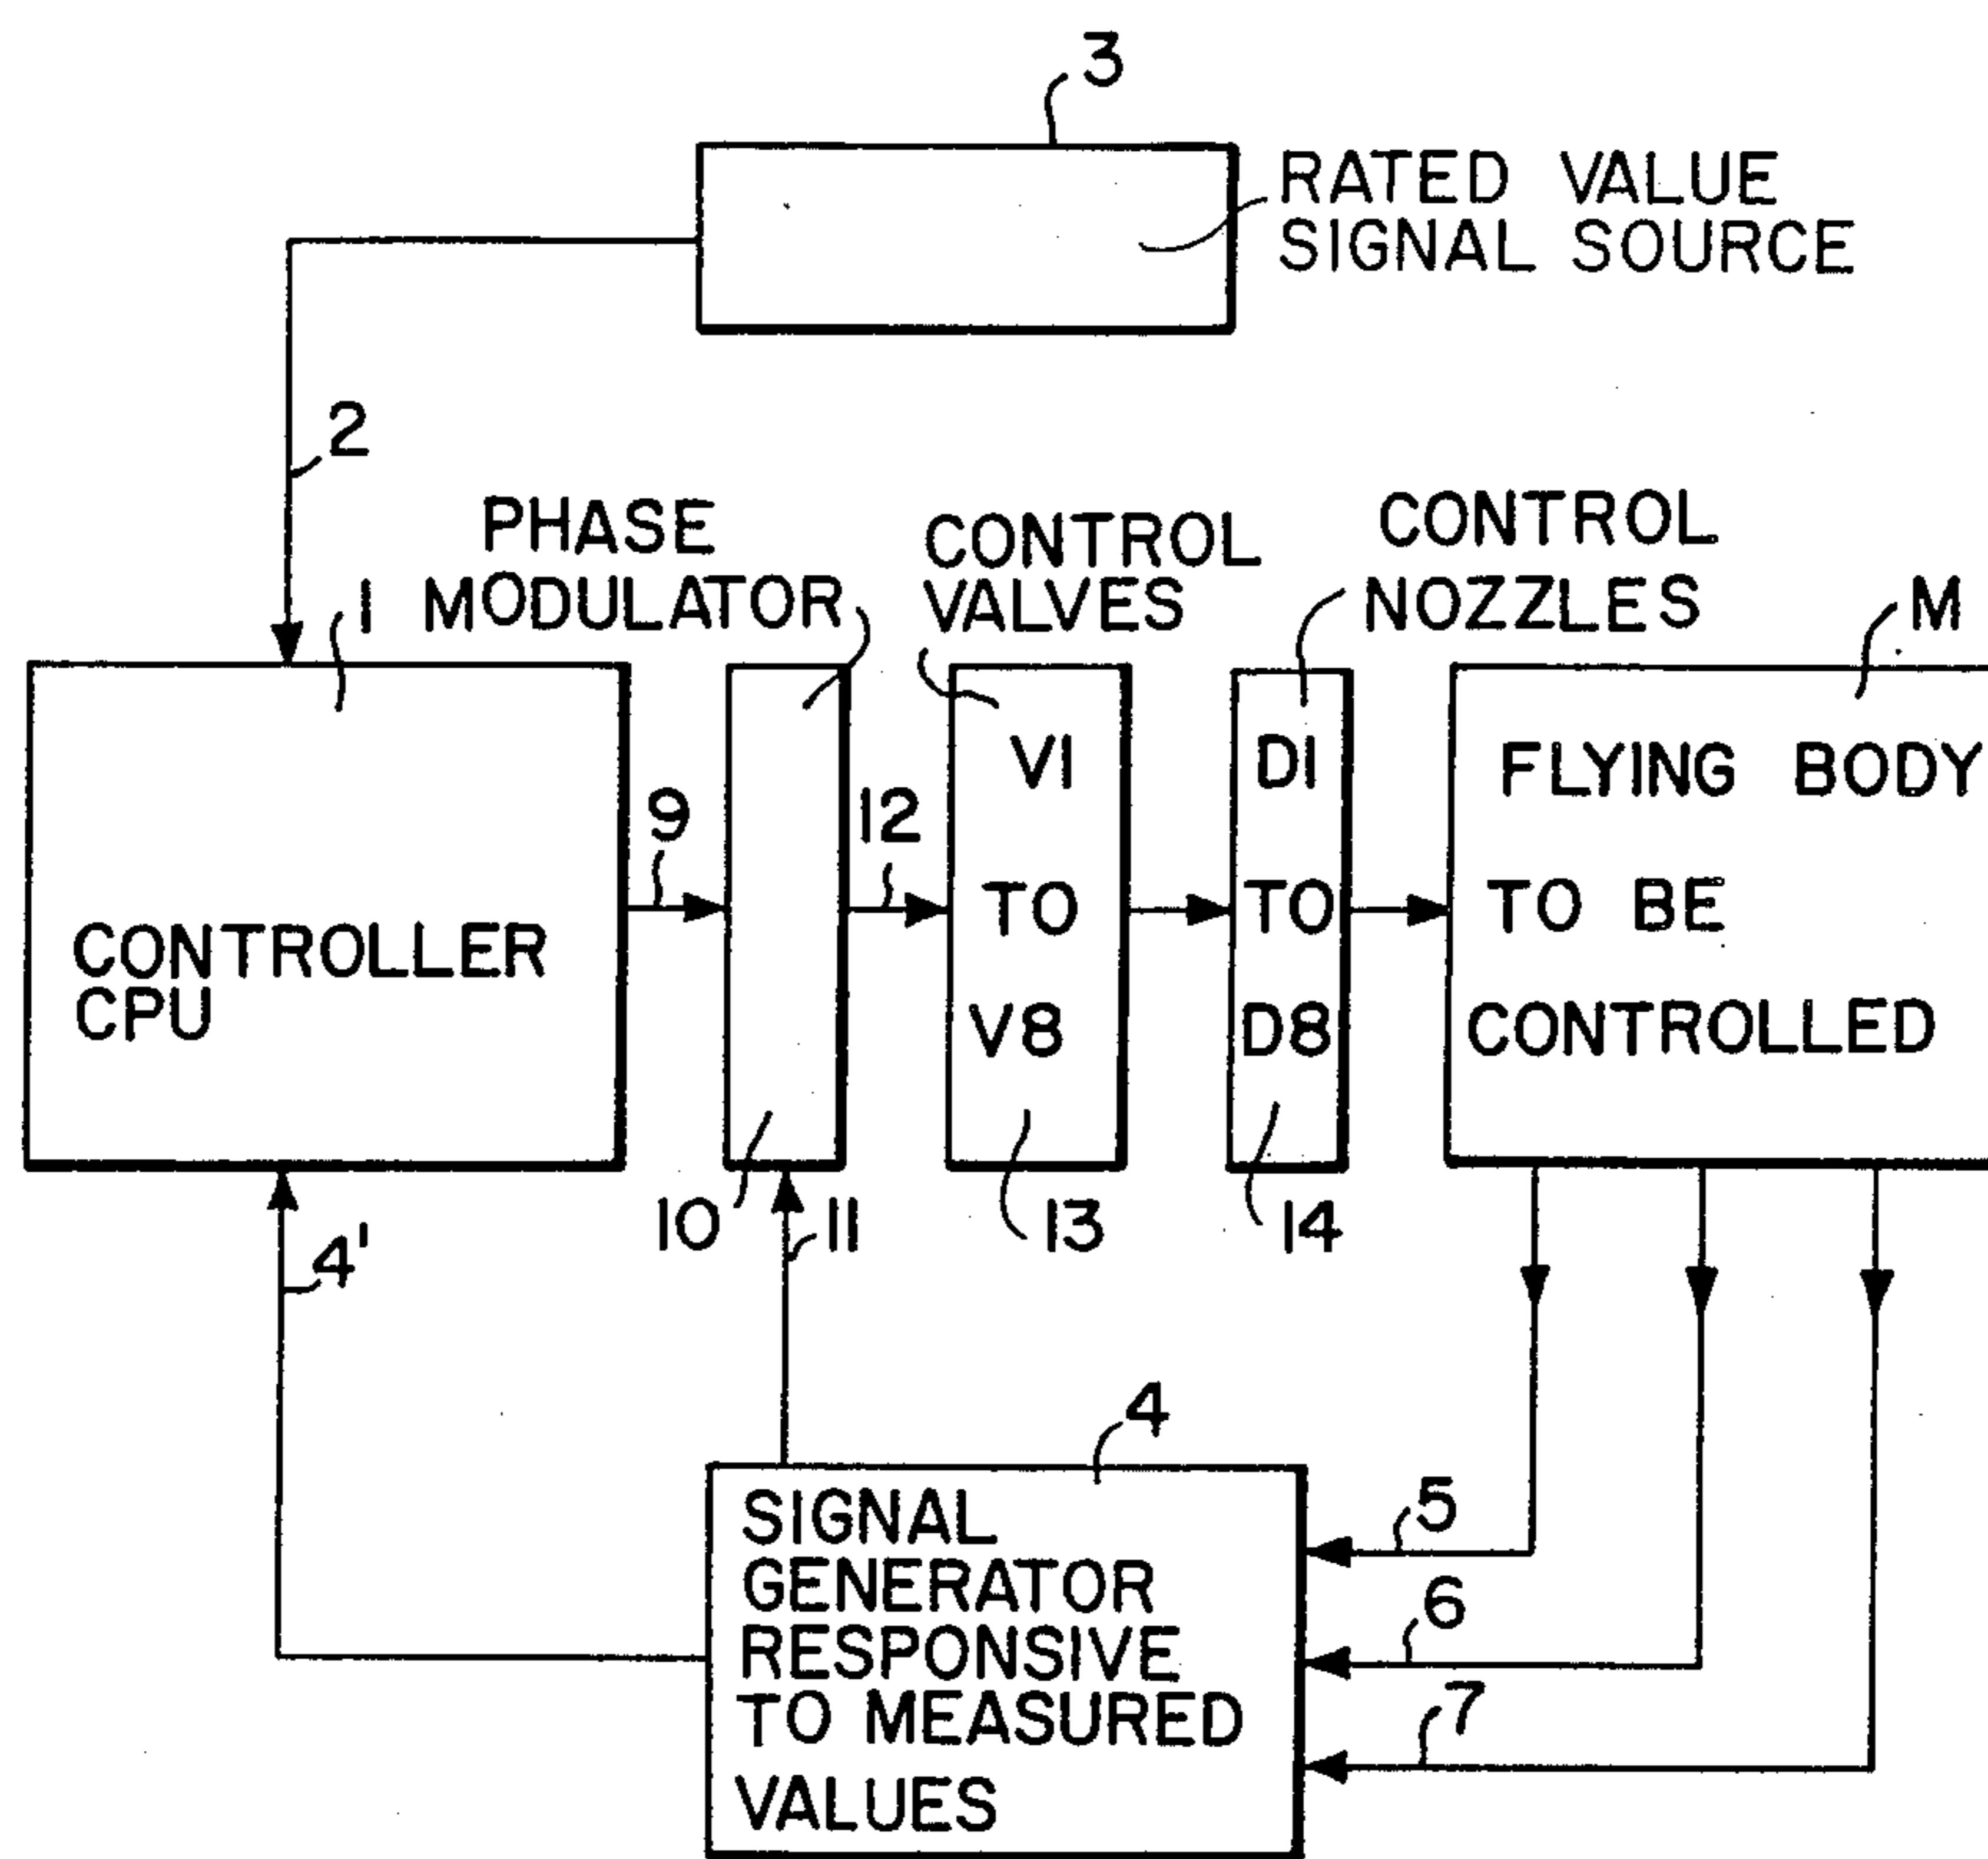 3
RATED VALUE
SIGNAL SOURCE
2
PHASE
MODULATOR
1
CONTROL
VALVES
CONTROL
NOZZLES
M
CONTROLLER
CPU
9
12
V1
TO
V8
D1
TO
D8
FLYING BODY
TO BE
CONTROLLED
10
11
13
14
4'
4
SIGNAL
GENERATOR
RESPONSIVE
TO MEASURED
VALUES
5
6
7